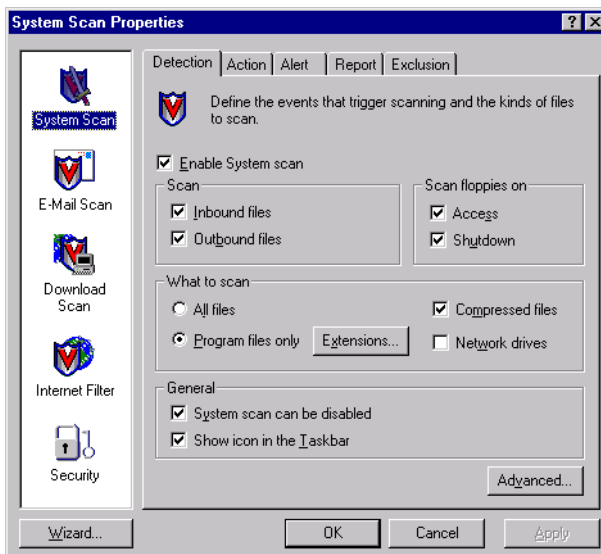 System Scan Properties
System Scan
E-Mail Scan
Download
Scan
Internet Filter
Security
Detection Action Alert Report Exclusion
Define the events that trigger scanning and the kinds of files
to scan.
Enable System scan
Scan
Inbound files
Outbound files
Scan floppies on
Access
Shutdown
What to scan
All files
Compressed files
Program files only Extensions...
Network drives
General
System scan can be disabled
Show icon in the Taskbar
Advanced...
Wizard... OK Cancel Apply